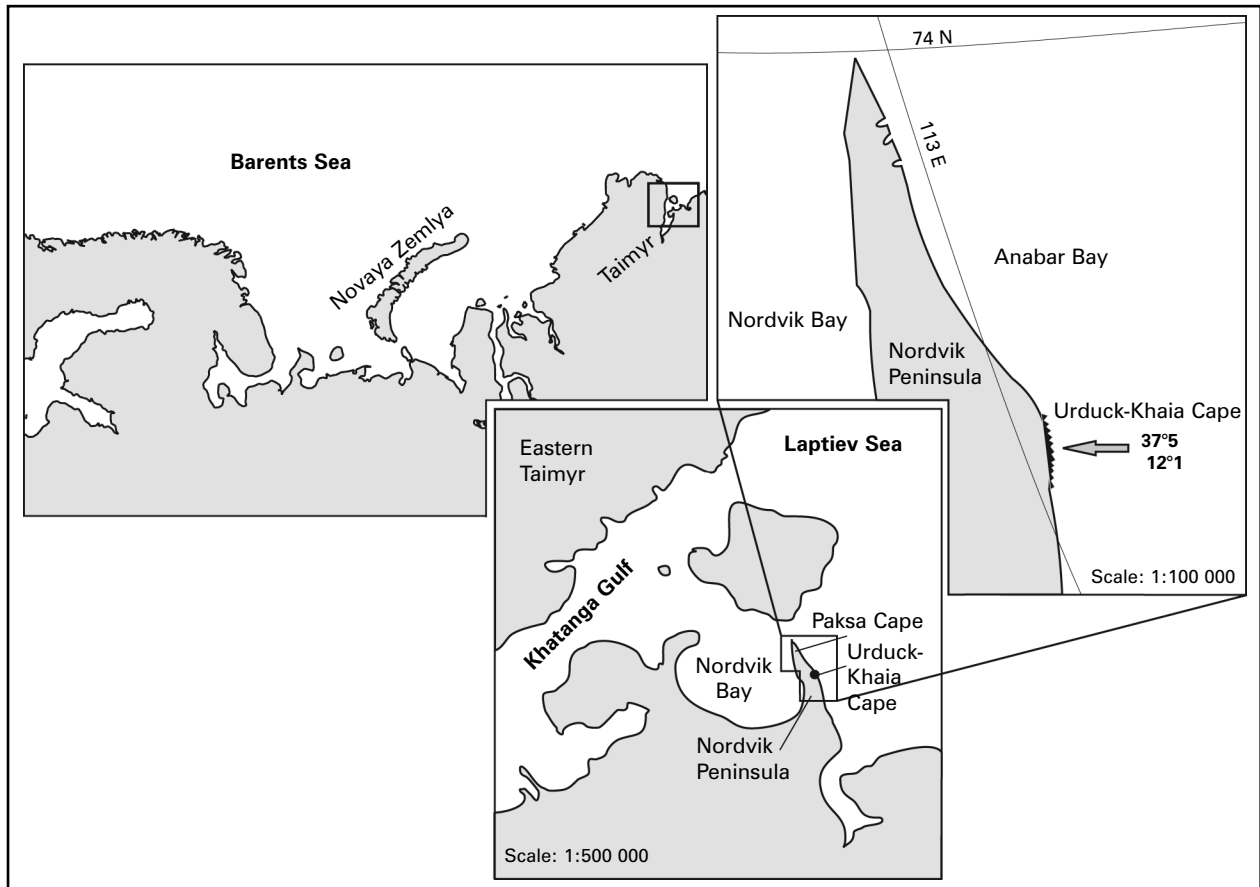 Barents Sea
Novaya Zemlya
Taimyr
74 N
113 E
Anabar Bay
Nordvik Bay
Nordvik
Peninsula
Urduck-Khaia Cape
37°5
12°1
Scale: 1:100 000
Eastern
Taimyr
Laptiev Sea
Khatanga Gulf
Paksa Cape
Urduck-
Khaia
Cape
Nordvik
Bay
Nordvik
Peninsula
Scale: 1:500 000